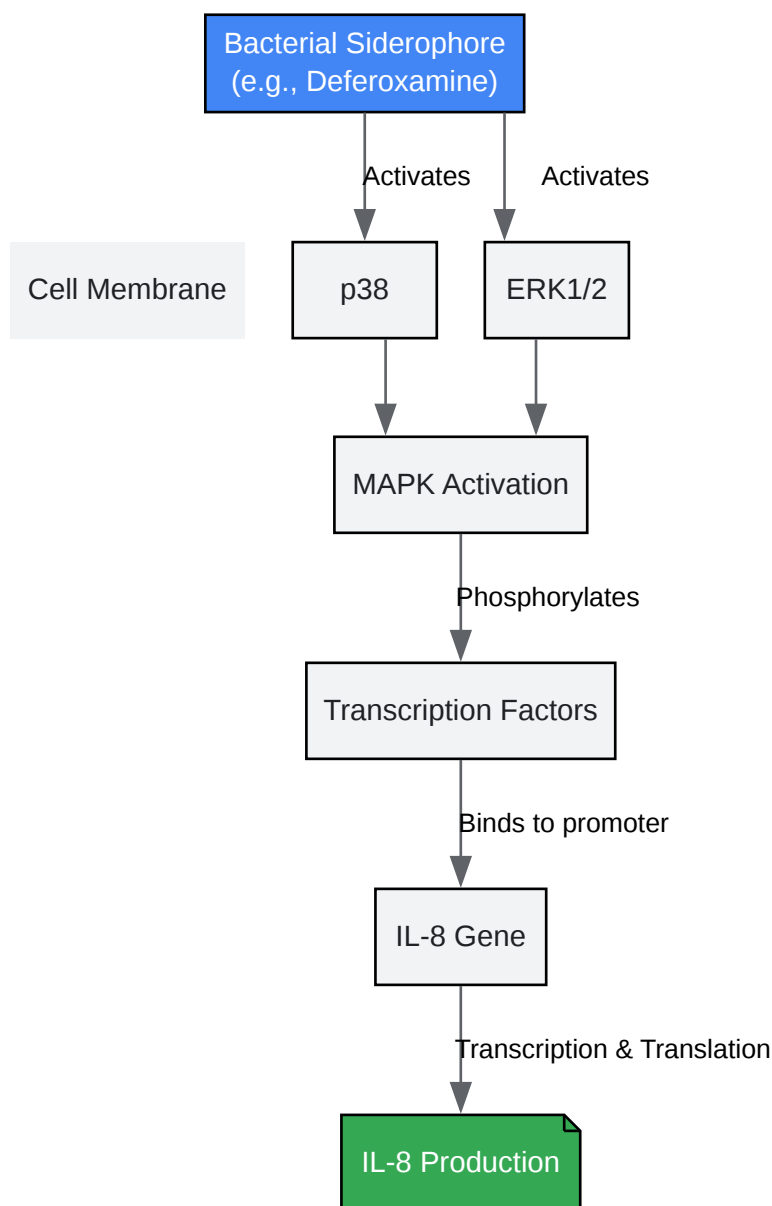 Bacterial Siderophore
(e.g., Deferoxamine)
Activates
Activates
Cell Membrane
p38
ERK1/2
MAPK Activation
Phosphorylates
Transcription Factors
Binds to promoter
IL-8 Gene
Transcription & Translation
IL-8 Production